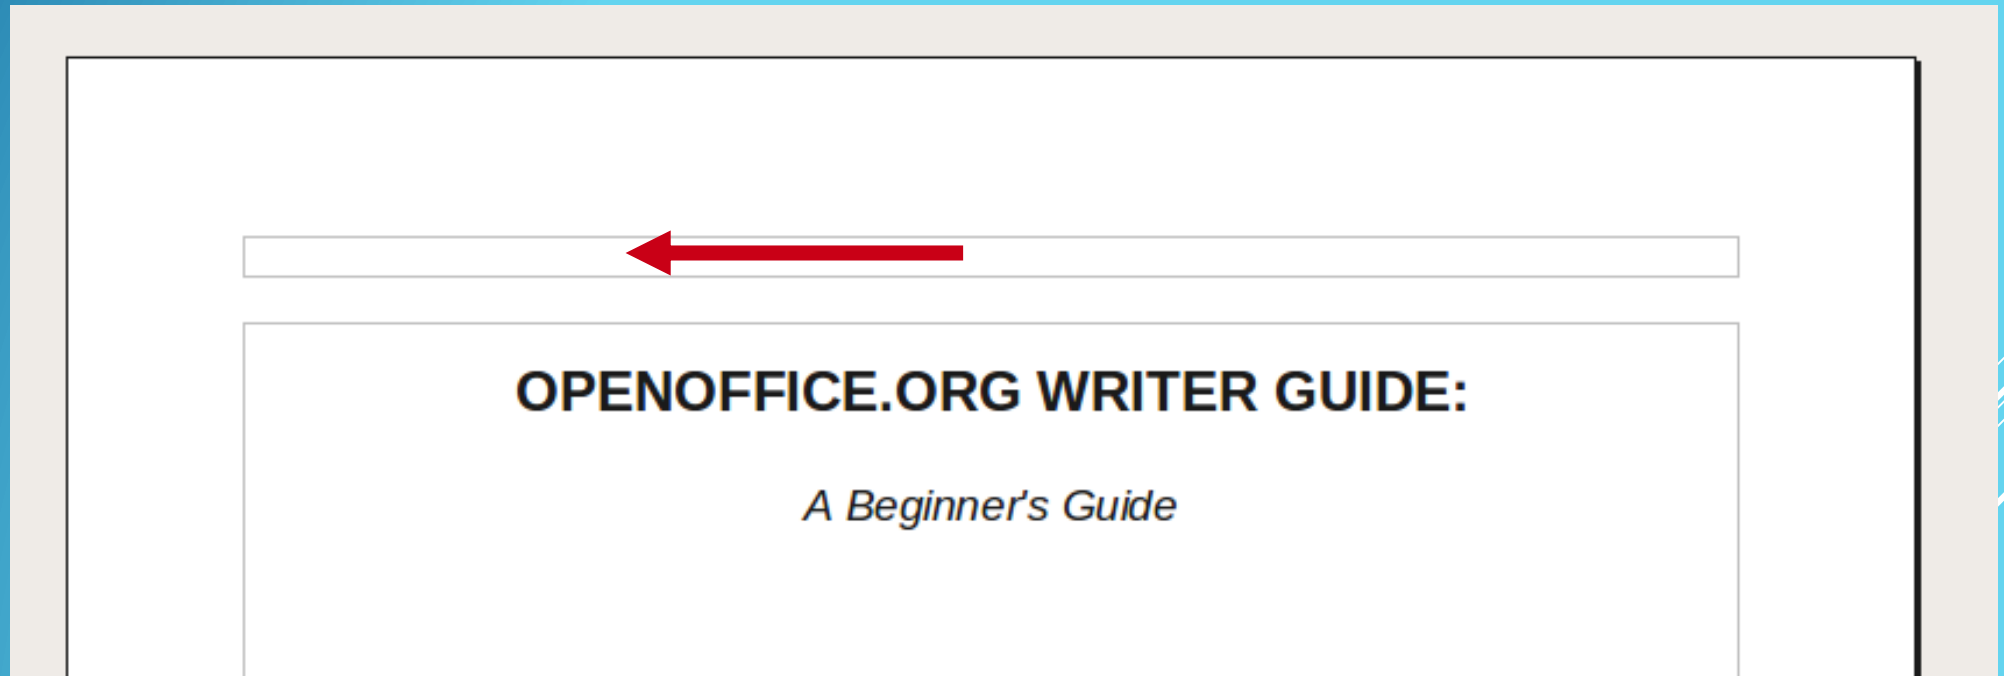 OPENOFFICE.ORG WRITER GUIDE:
A Beginner's Guide